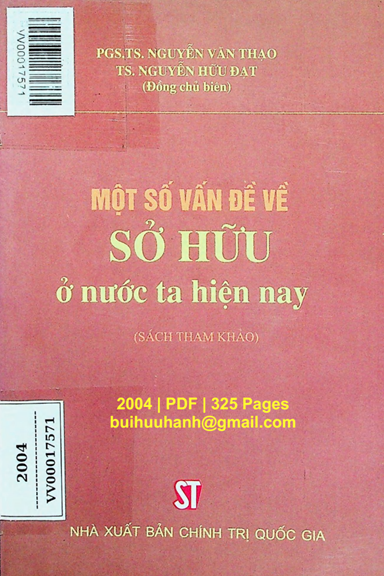 VV00017571
PGS,TS. NGUYỄN VĂN THẠO
TS. NGUYỄN HỮU ĐẠT
(Đồng chủ biên)
MỘT SỐ VẤN ĐỀ VỀ
SỞ HỮU
ở nước ta hiện nay
(SÁCH THAM KHẢO)
2004 | PDF | 325 Pages
buihuuhanh@gmail.com
2004
VV00017571
ST
NHÀ XUẤT BẢN CHÍNH TRỊ QUỐC GIA